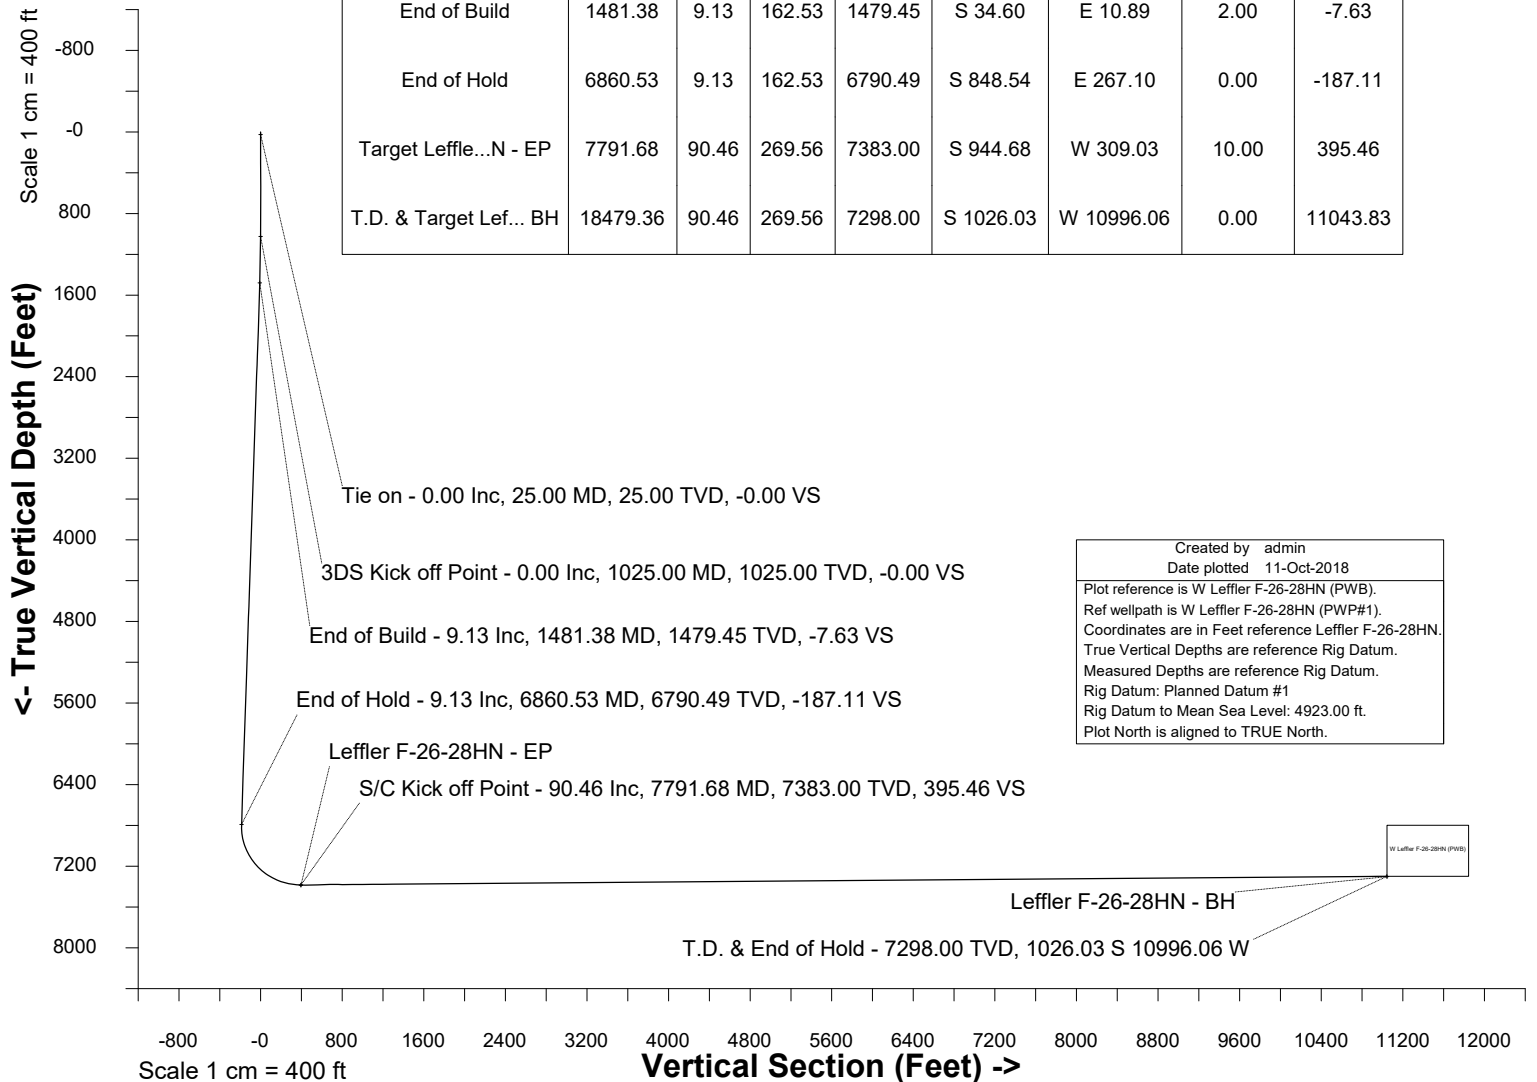 Scale 1 cm = 400 ft
End of Build 1481.38 9.13 162.53 1479.45 S 34.60 E 10.89 2.00 -7.63
End of Hold 6860.53 9.13 162.53 6790.49 S 848.54 E 267.10 0.00 -187.11
Target Leffle...N - EP 7791.68 90.46 269.56 7383.00 S 944.68 W 309.03 10.00 395.46
T.D. & Target Lef... BH 18479.36 90.46 269.56 7298.00 S 1026.03 W 10996.06 0.00 11043.83
<- True Vertical Depth (Feet)
-800
-0
800
1600
2400
3200
4000
4800
5600
6400
7200
8000
Tie on - 0.00 Inc, 25.00 MD, 25.00 TVD, -0.00 VS
3DS Kick off Point - 0.00 Inc, 1025.00 MD, 1025.00 TVD, -0.00 VS
End of Build - 9.13 Inc, 1481.38 MD, 1479.45 TVD, -7.63 VS
End of Hold - 9.13 Inc, 6860.53 MD, 6790.49 TVD, -187.11 VS
Leffler F-26-28HN - EP
S/C Kick off Point - 90.46 Inc, 7791.68 MD, 7383.00 TVD, 395.46 VS
Created by admin
Date plotted 11-Oct-2018
Plot reference is W Leffler F-26-28HN (PWB).
Ref wellpath is W Leffler F-26-28HN (PWP#1).
Coordinates are in Feet reference Leffler F-26-28HN.
True Vertical Depths are reference Rig Datum.
Measured Depths are reference Rig Datum.
Rig Datum: Planned Datum #1
Rig Datum to Mean Sea Level: 4923.00 ft.
Plot North is aligned to TRUE North.
W Leffler F-26-28HN (PWB)
Leffler F-26-28HN - BH
T.D. & End of Hold - 7298.00 TVD, 1026.03 S 10996.06 W
-800 -0 800 1600 2400 3200 4000 4800 5600 6400 7200 8000 8800 9600 10400 11200 12000
Scale 1 cm = 400 ft
Vertical Section (Feet) ->